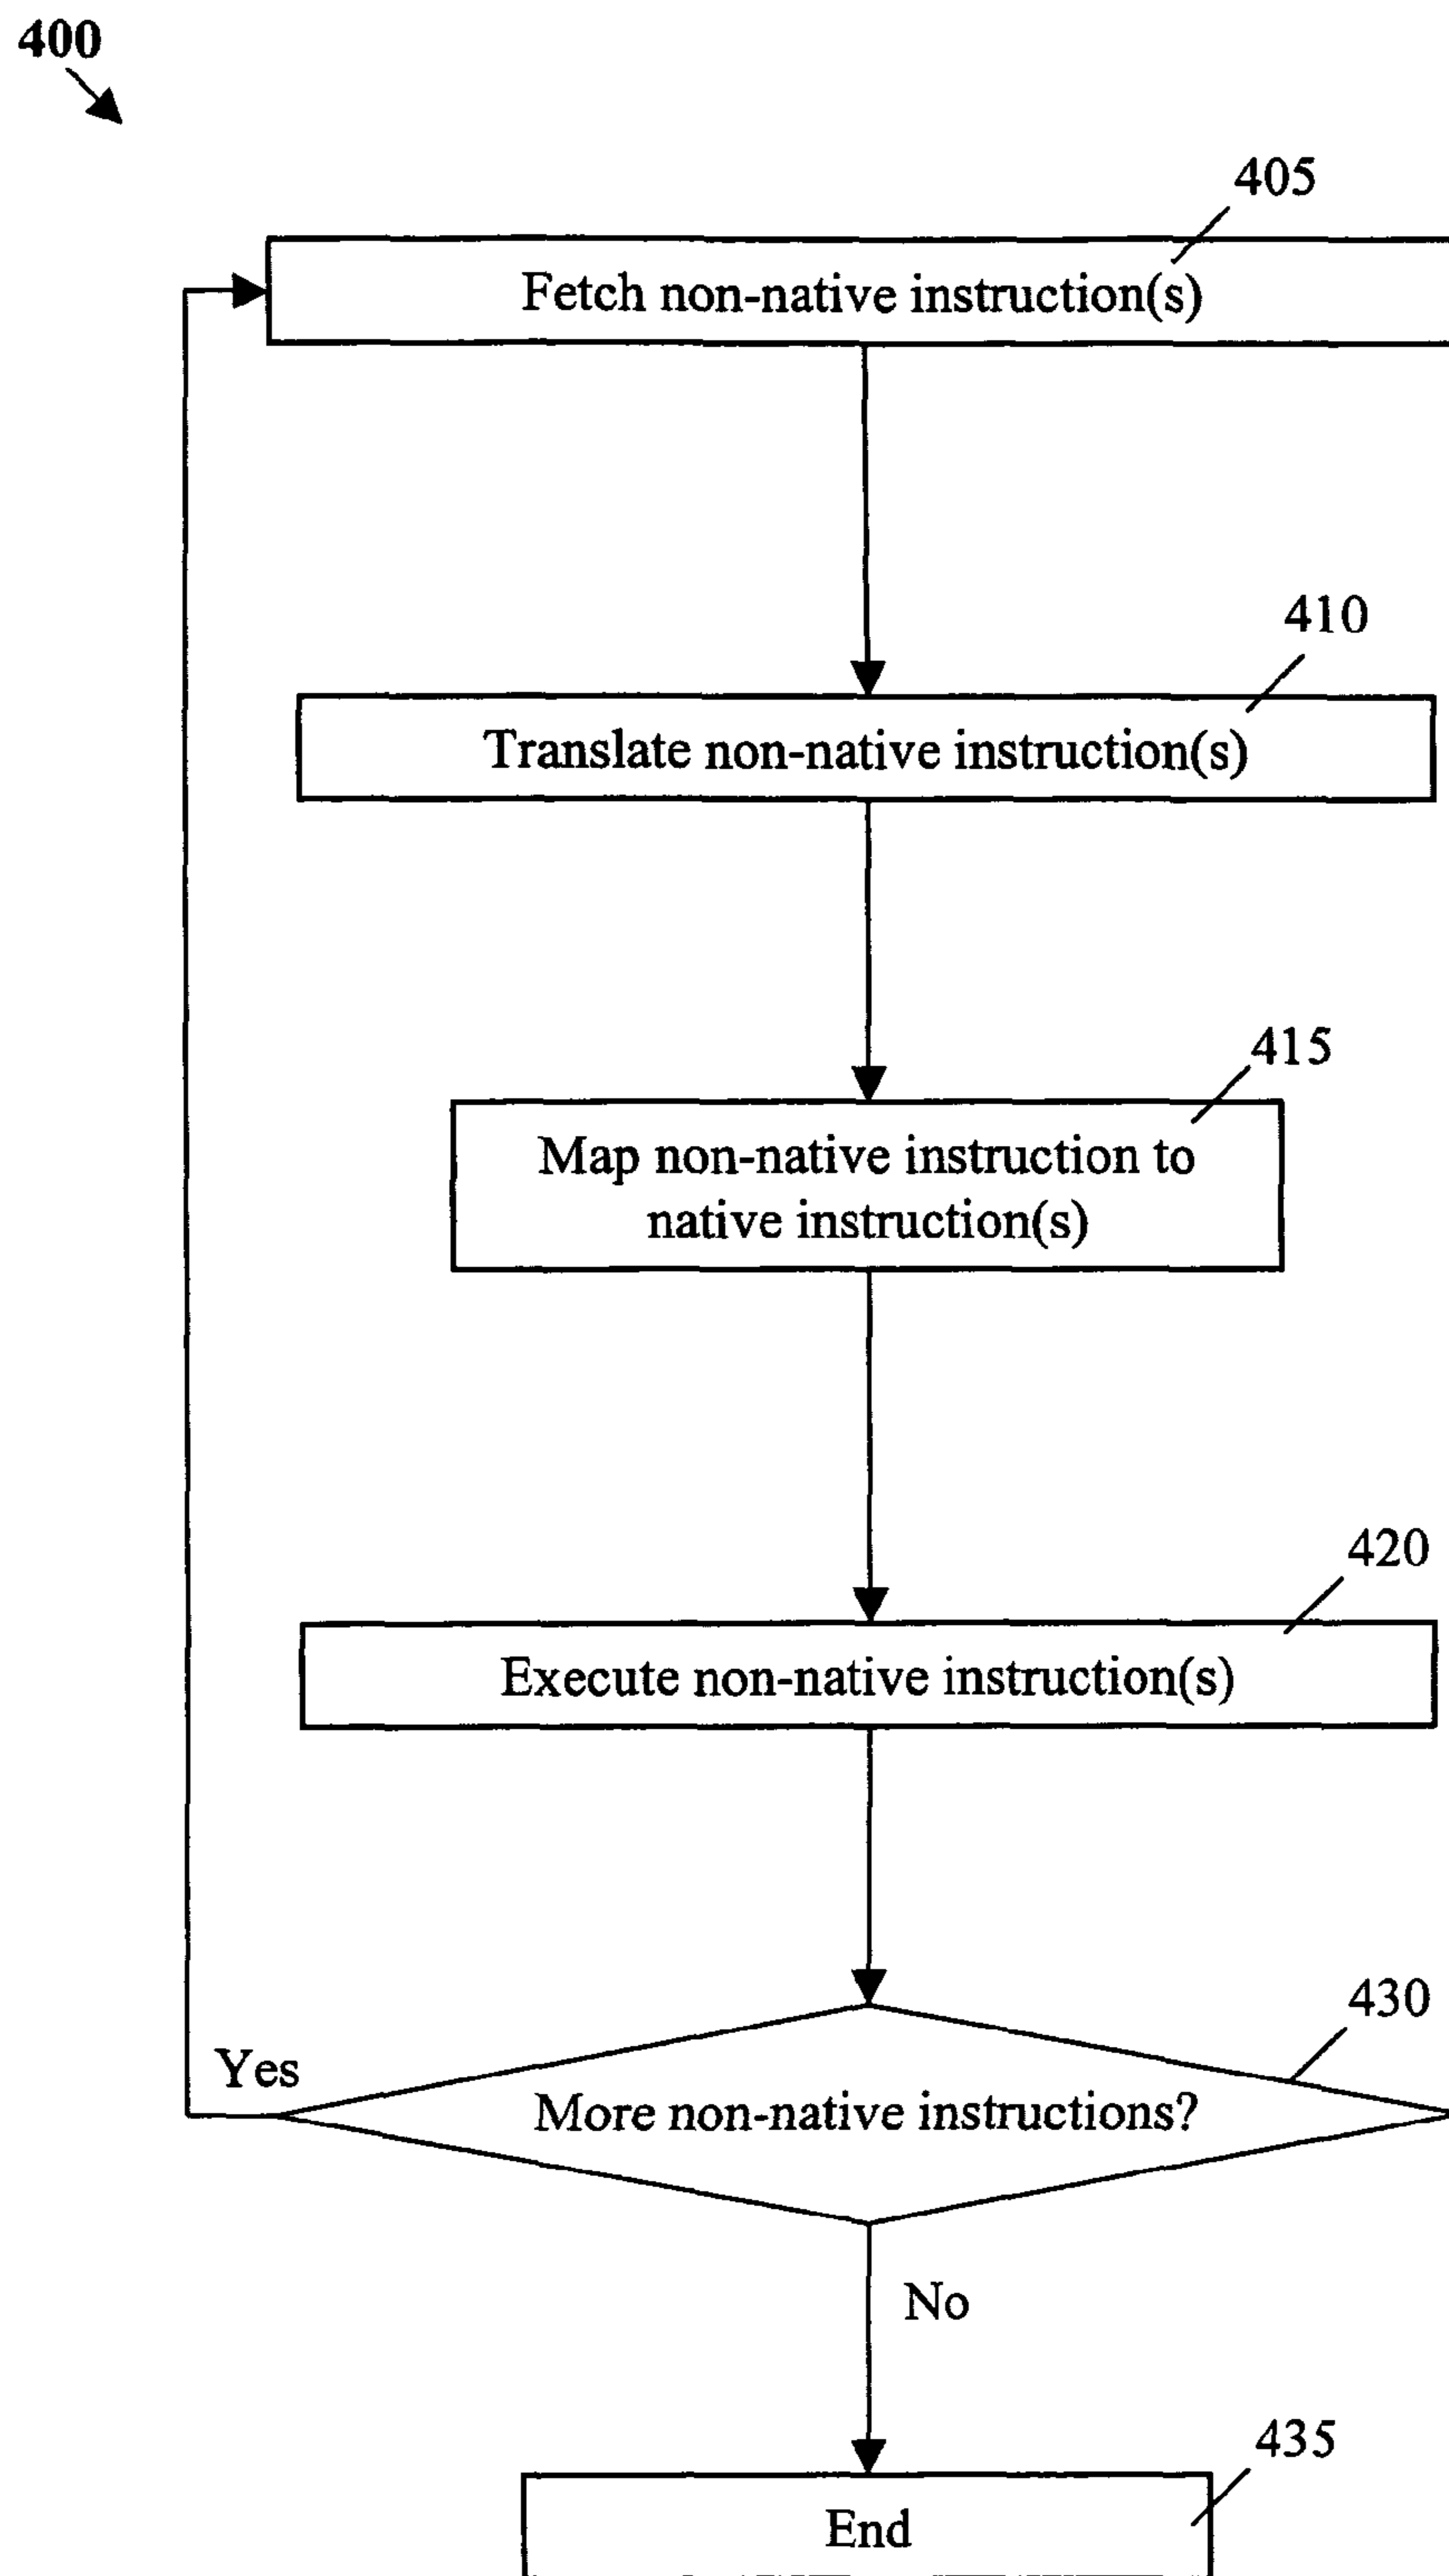 400
405
Fetch non-native instruction(s)
410
Translate non-native instruction(s)
415
Map non-native instruction to
native instruction(s)
420
Execute non-native instruction(s)
430
Yes
More non-native instructions?
No
435
End